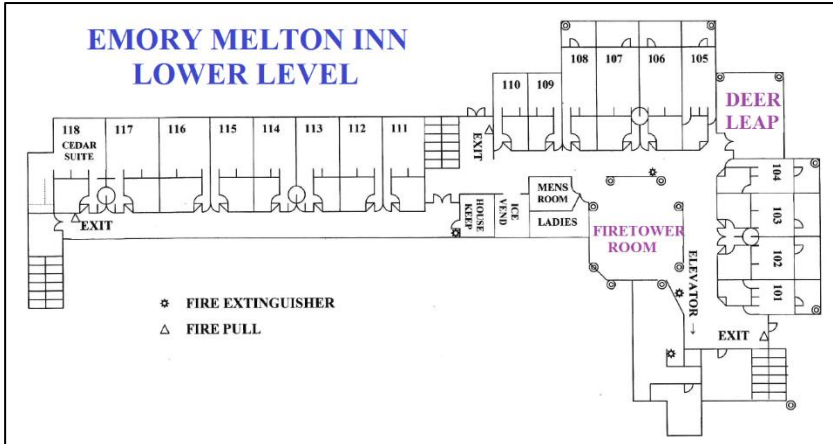 EMORY MELTON INN
LOWER LEVEL
108 107 106 105
110 109
DEER
LEAP
118
CEDAR
SUITE
117 116 115 114 113 112 111
EXIT
104
103
102
101
MENS
ROOM
LADIES
HOUSE
KEEP
ICE
VEND
FIRETOWER
ROOM
EXIT
ELEVATOR →
EXIT
FIRE EXTINGUISHER
FIRE PULL